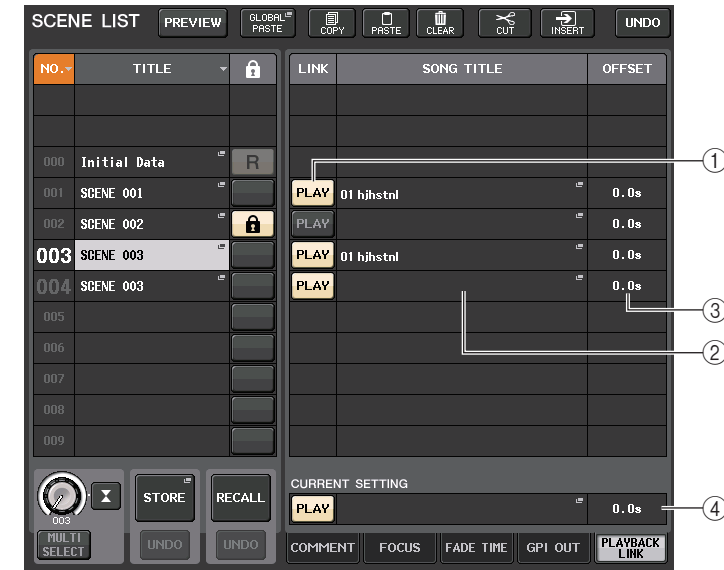 SCENE LIST PREVIEW GLOBAL PASTE COPY PASTE CLEAR CUT INSERT UNDO
NO. TITLE LINK SONG TITLE OFFSET
000 Initial Data R
001 SCENE 001 PLAY 01 hjhstnl 0.0s
002 SCENE 002 PLAY 0.0s
003 SCENE 003 PLAY 01 hjhstnl 0.0s
004 SCENE 003 PLAY 0.0s
005
006
007
008
009
1
3
2
CURRENT SETTING
PLAY 0.0s
4
003
STORE RECALL
MULTI SELECT UNDO UNDO
COMMENT FOCUS FADE TIME GPI OUT PLAYBACK LINK